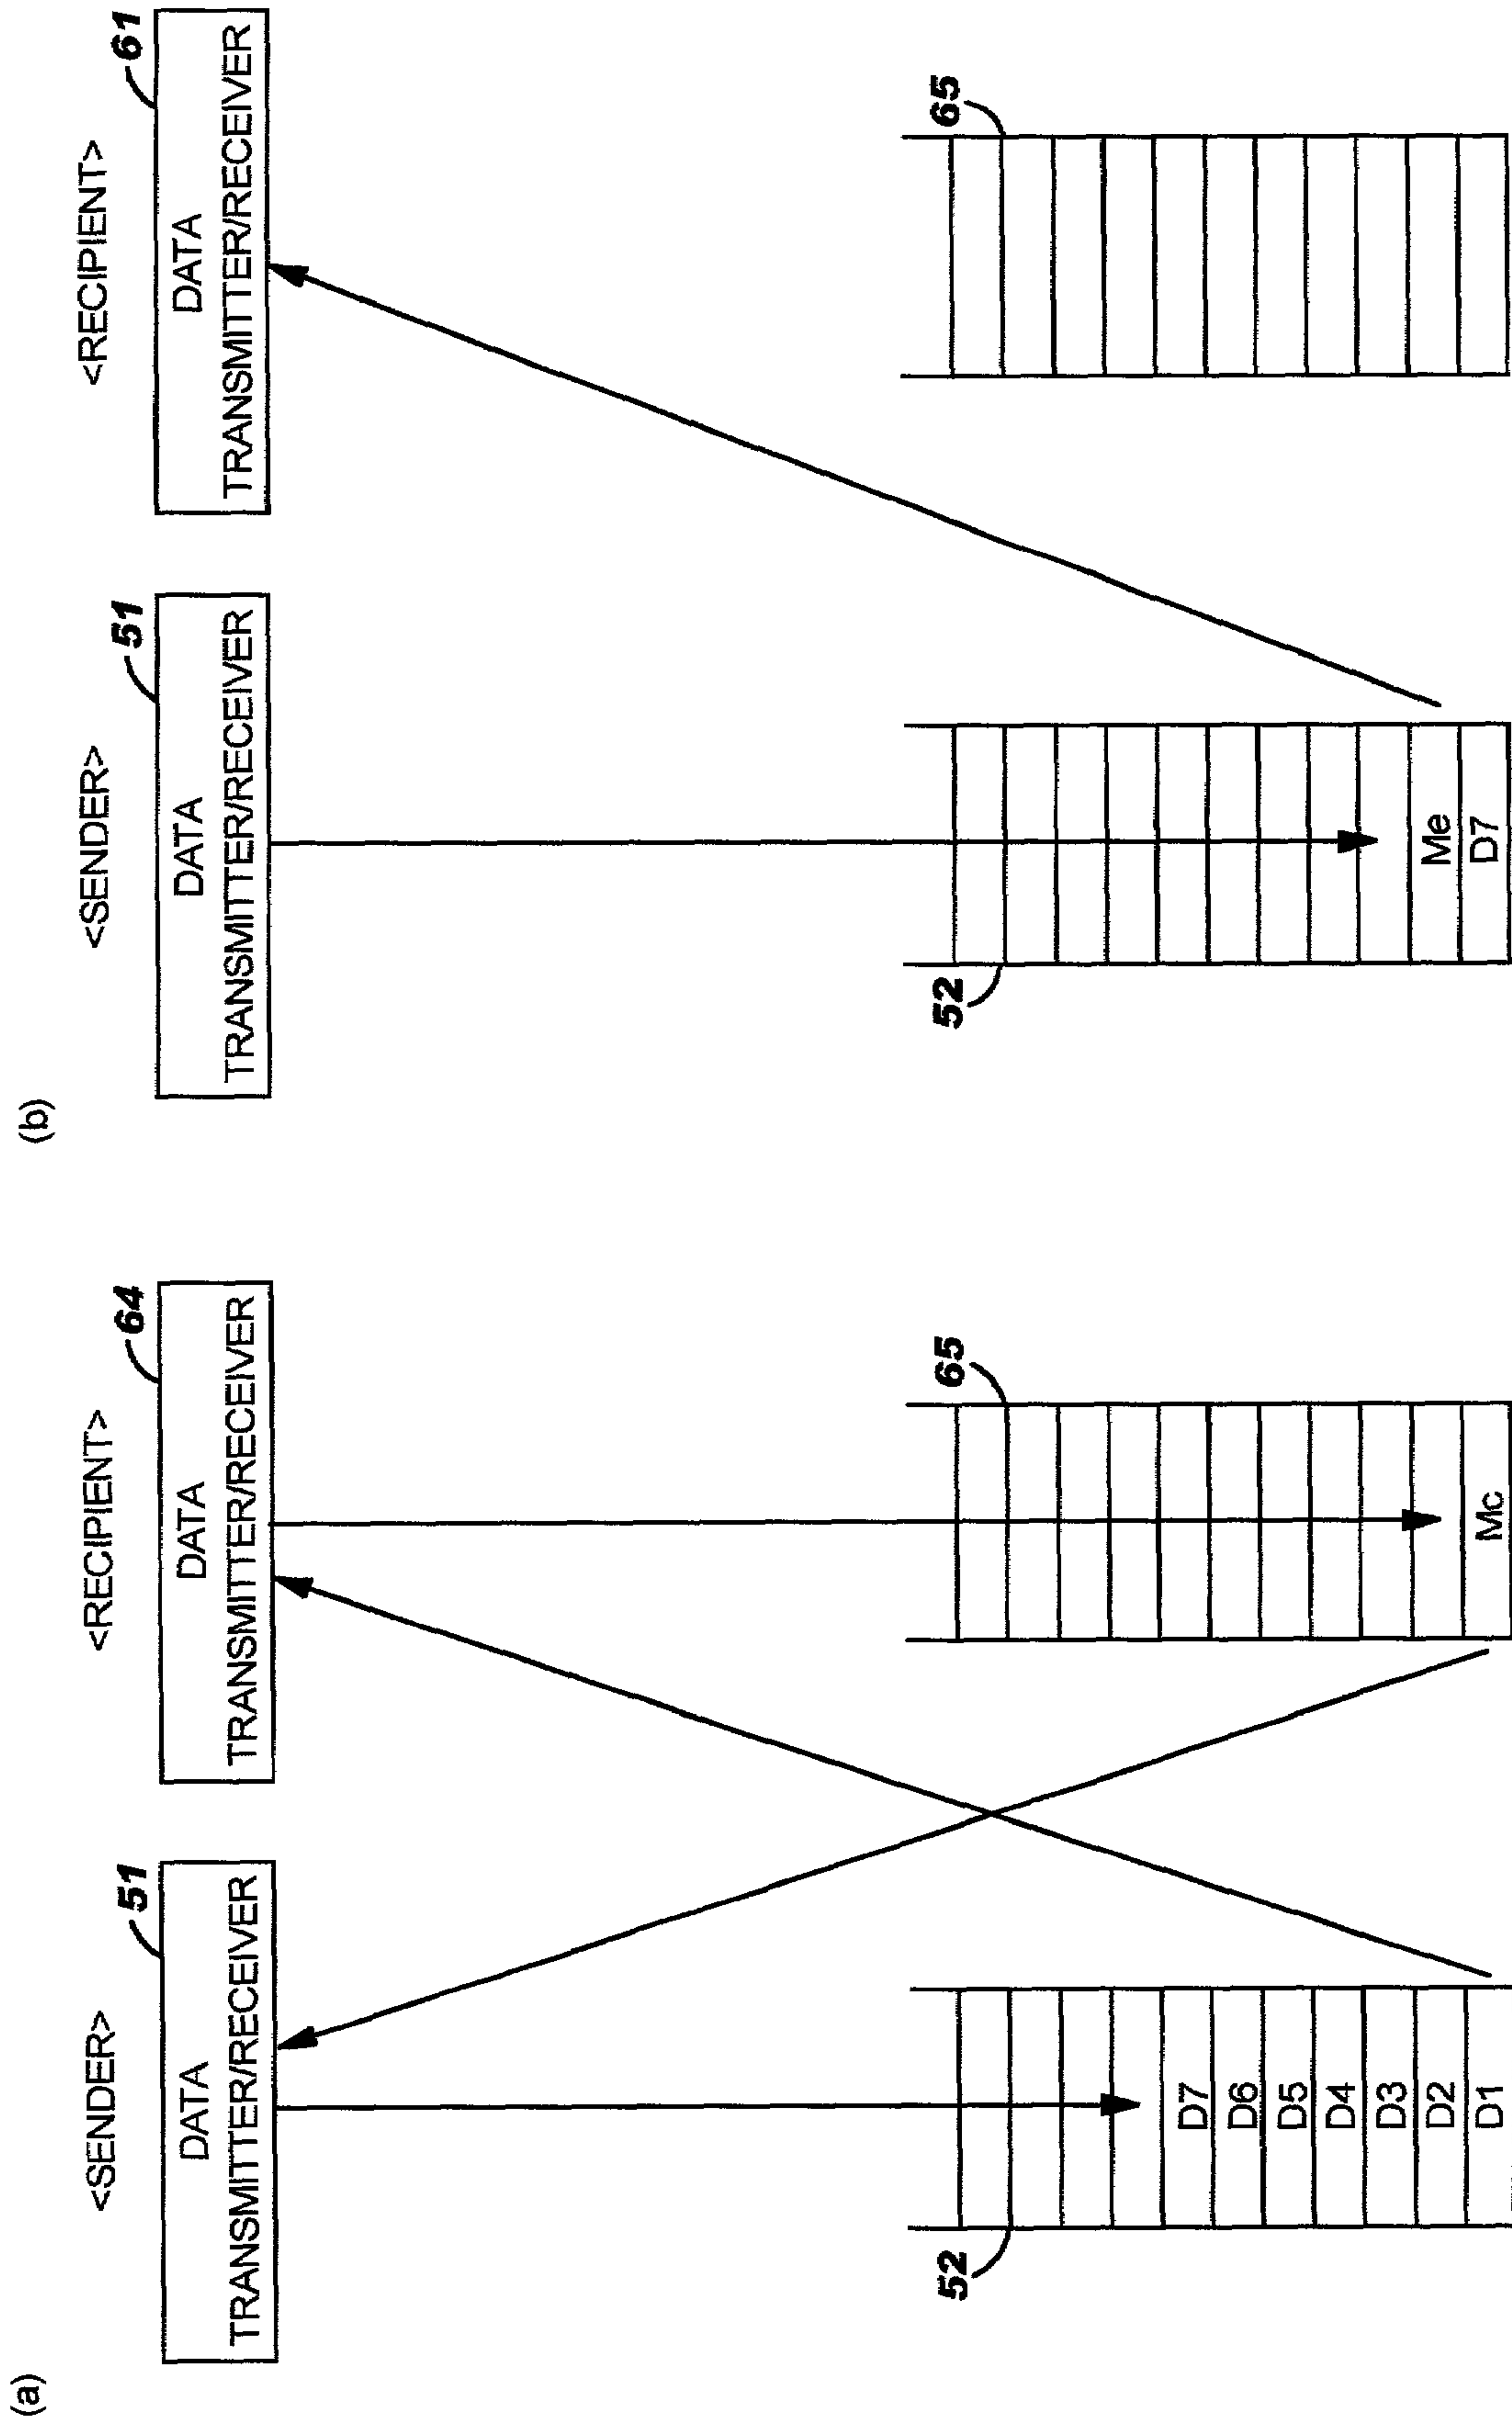 (a)
<SENDER>
51
DATA
TRANSMITTER/RECEIVER
<RECIPIENT>
64
DATA
TRANSMITTER/RECEIVER
52
D7
D6
D5
D4
D3
D2
D1
65
Mc
(b)
<SENDER>
51
DATA
TRANSMITTER/RECEIVER
<RECIPIENT>
61
DATA
TRANSMITTER/RECEIVER
52
Me
D7
65